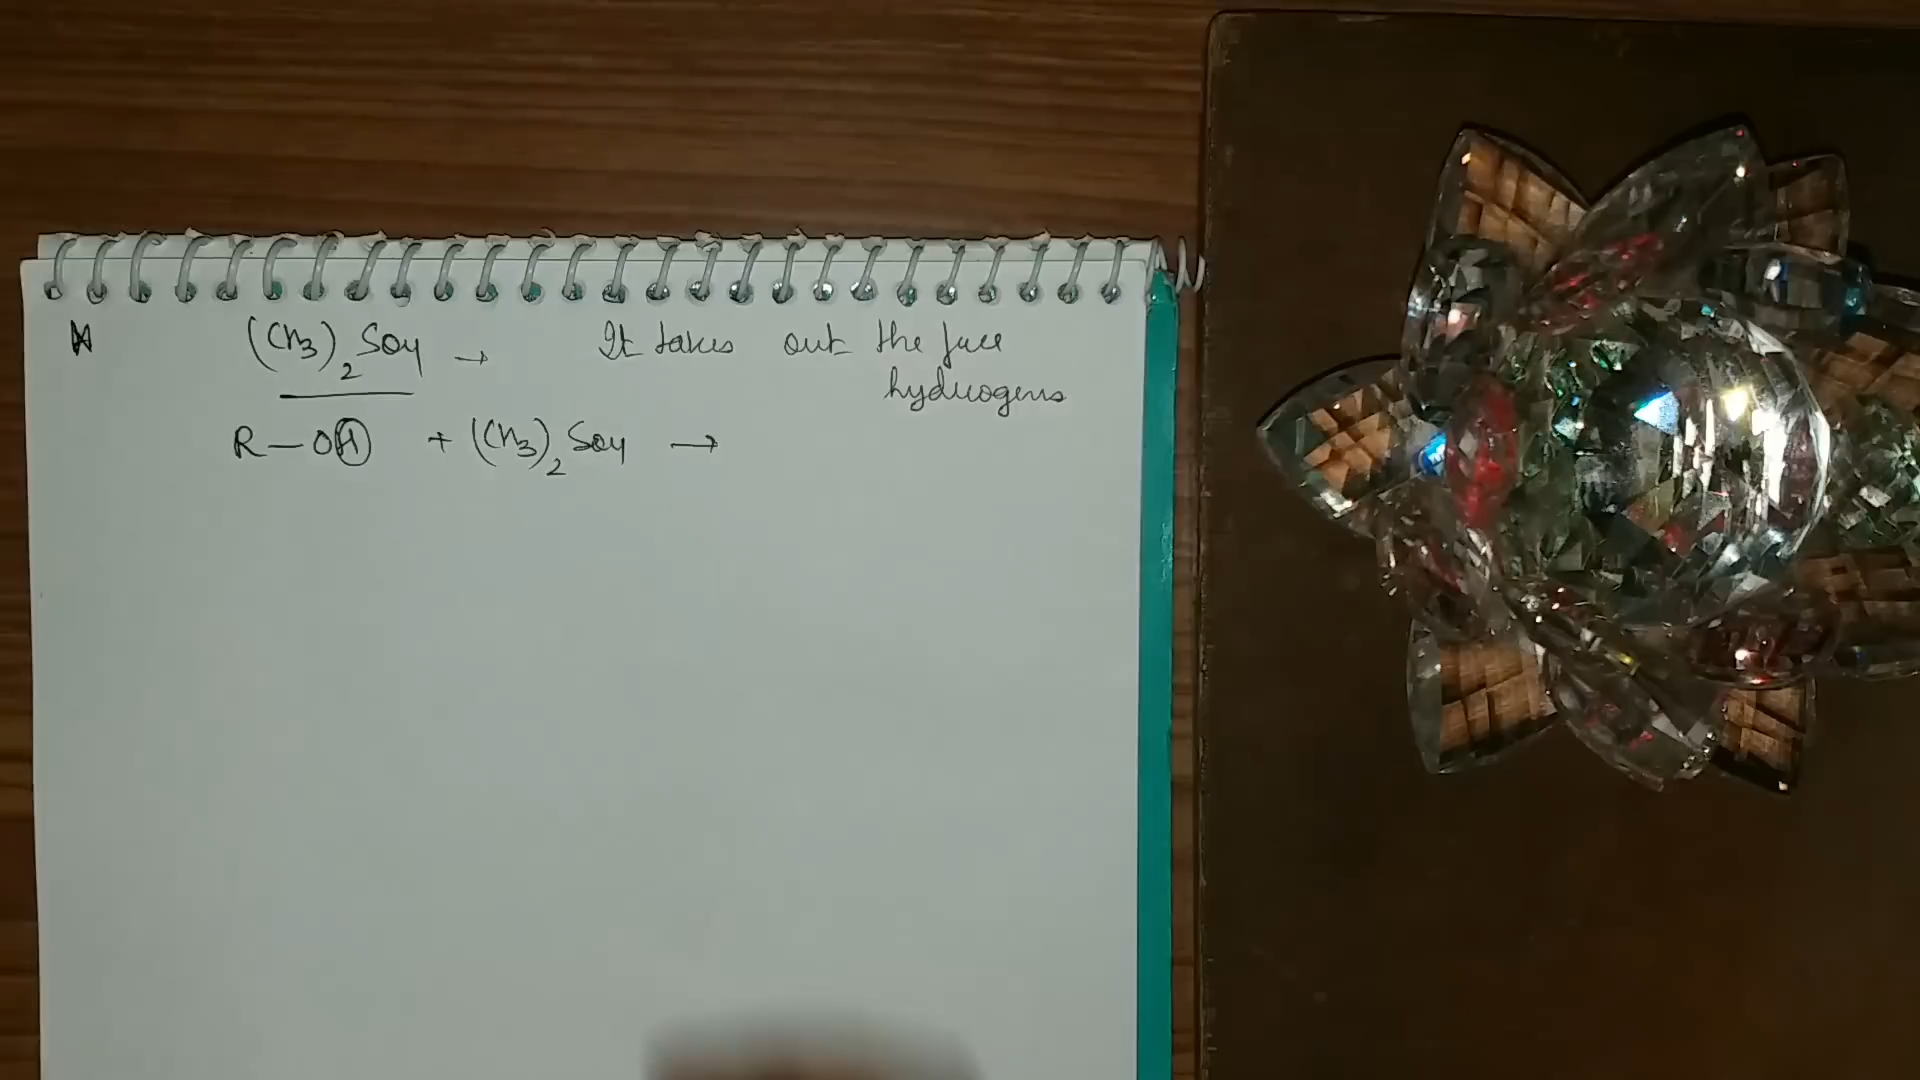 (CH3)2SO4 → It takes out the free
hydrogens
R—OH + (CH3)2SO4 →